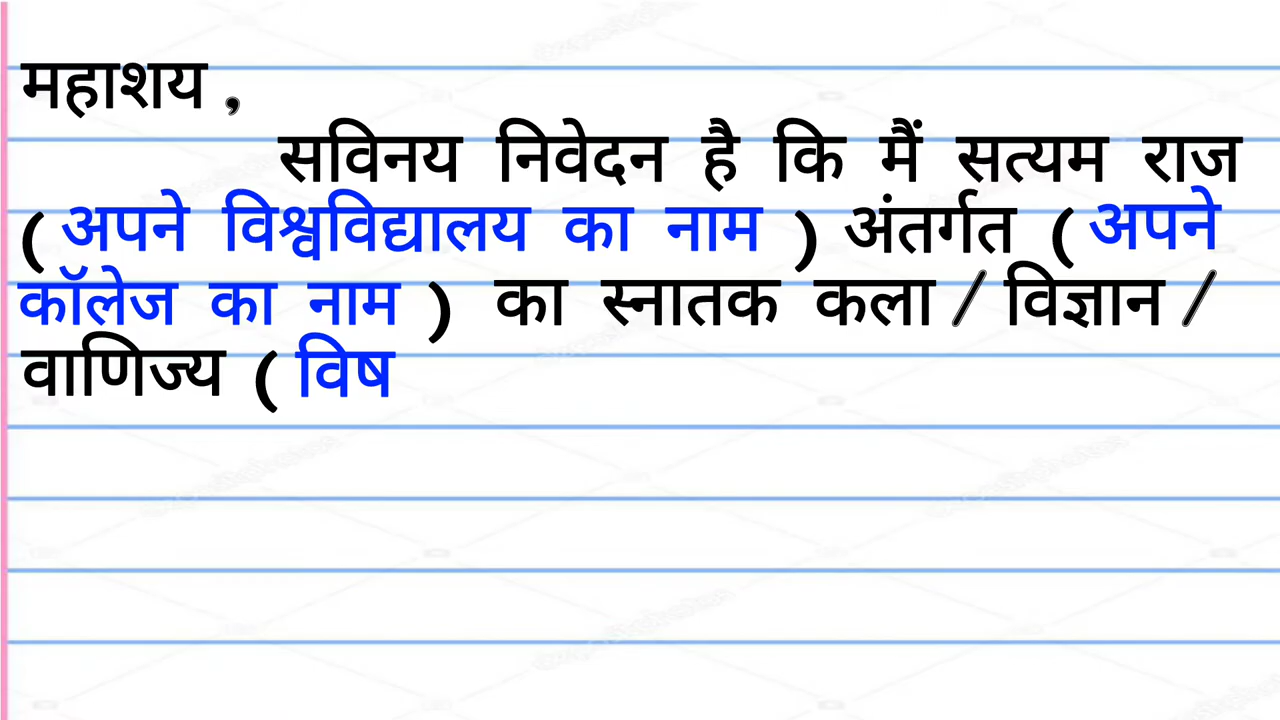 महाशय ,
सविनय निवेदन है कि मैं सत्यम राज
( अपने विश्वविद्यालय का नाम ) अंतर्गत ( अपने
कॉलेज का नाम ) का स्नातक कला / विज्ञान /
वाणिज्य ( विष